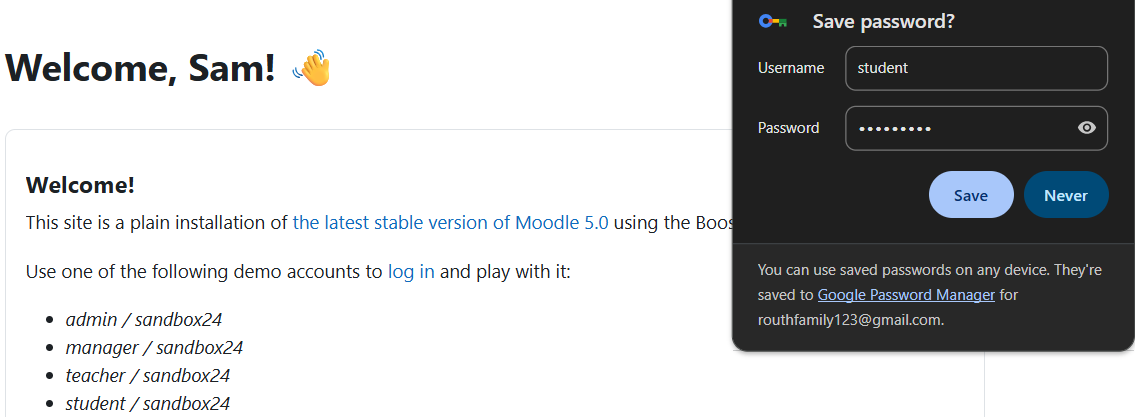 Welcome, Sam! 👋
Welcome!
This site is a plain installation of the latest stable version of Moodle 5.0 using the
Use one of the following demo accounts to log in and play with it:
admin / sandbox24
manager / sandbox24
teacher / sandbox24
student / sandbox24
Save password?
Username student
Password •••••••••
Save Never
You can use saved passwords on any device. They're
saved to Google Password Manager for
routhfamily123@gmail.com.